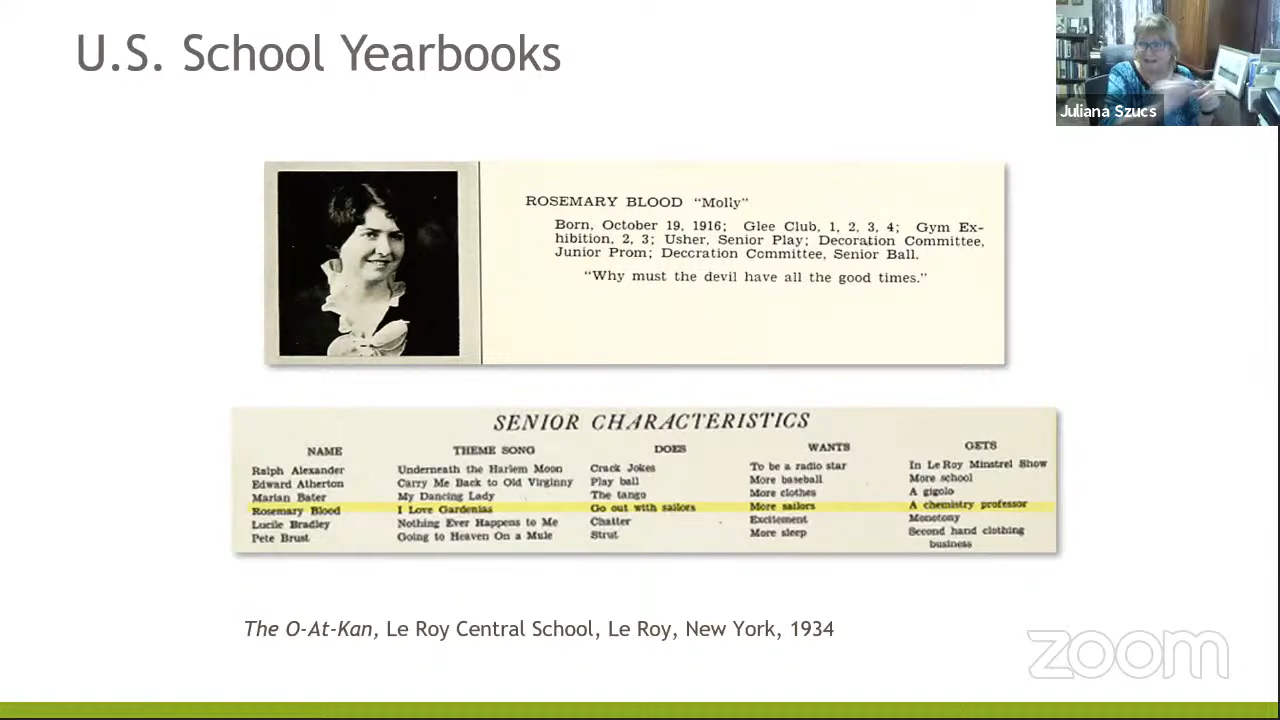 U.S. School Yearbooks
Juliana Szucs
ROSEMARY BLOOD "Molly"
Born, October 19, 1916; Glee Club, 1, 2, 3, 4; Gym Ex-
hibition, 2, 3; Usher, Senior Play; Decoration Committee,
Junior Prom; Deccration Committee, Senior Ball.
"Why must the devil have all the good times."
SENIOR CHARACTERISTICS
NAME THEME SONG DOES WANTS GETS
Ralph Alexander Underneath the Harlem Moon Crack Jokes To be a radio star In Le Roy Minstrel Show
Edward Atherton Carry Me Back to Old Virginny Play ball More baseball More school
Marian Bater My Dancing Lady The tango More clothes A gigolo
Rosemary Blood I Love Gardenias Go out with sailors More sailors A chemistry professor
Lucile Bradley Nothing Ever Happens to Me Chatter Excitement Monotony
Pete Brust Going to Heaven On a Mule Strut More sleep Second hand clothing
business
The O-At-Kan, Le Roy Central School, Le Roy, New York, 1934
zoom